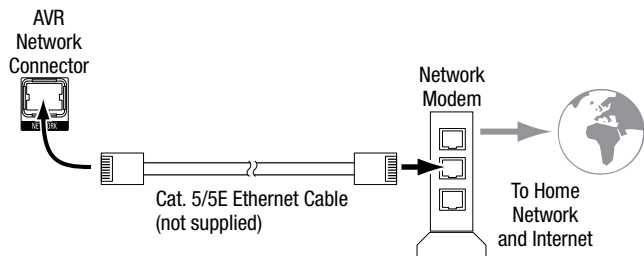 AVR
Network
Connector
NETWORK
Cat. 5/5E Ethernet Cable
(not supplied)
Network
Modem
To Home
Network
and Internet